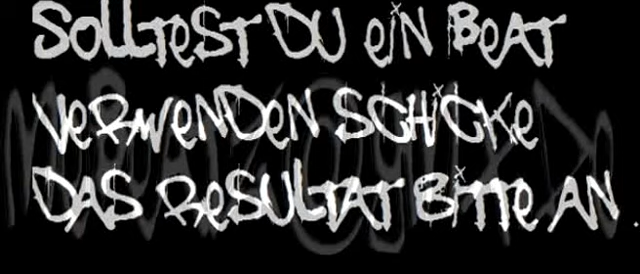 Solltest Du ein Beat
verwenden schicke
das Resultat bitte an .